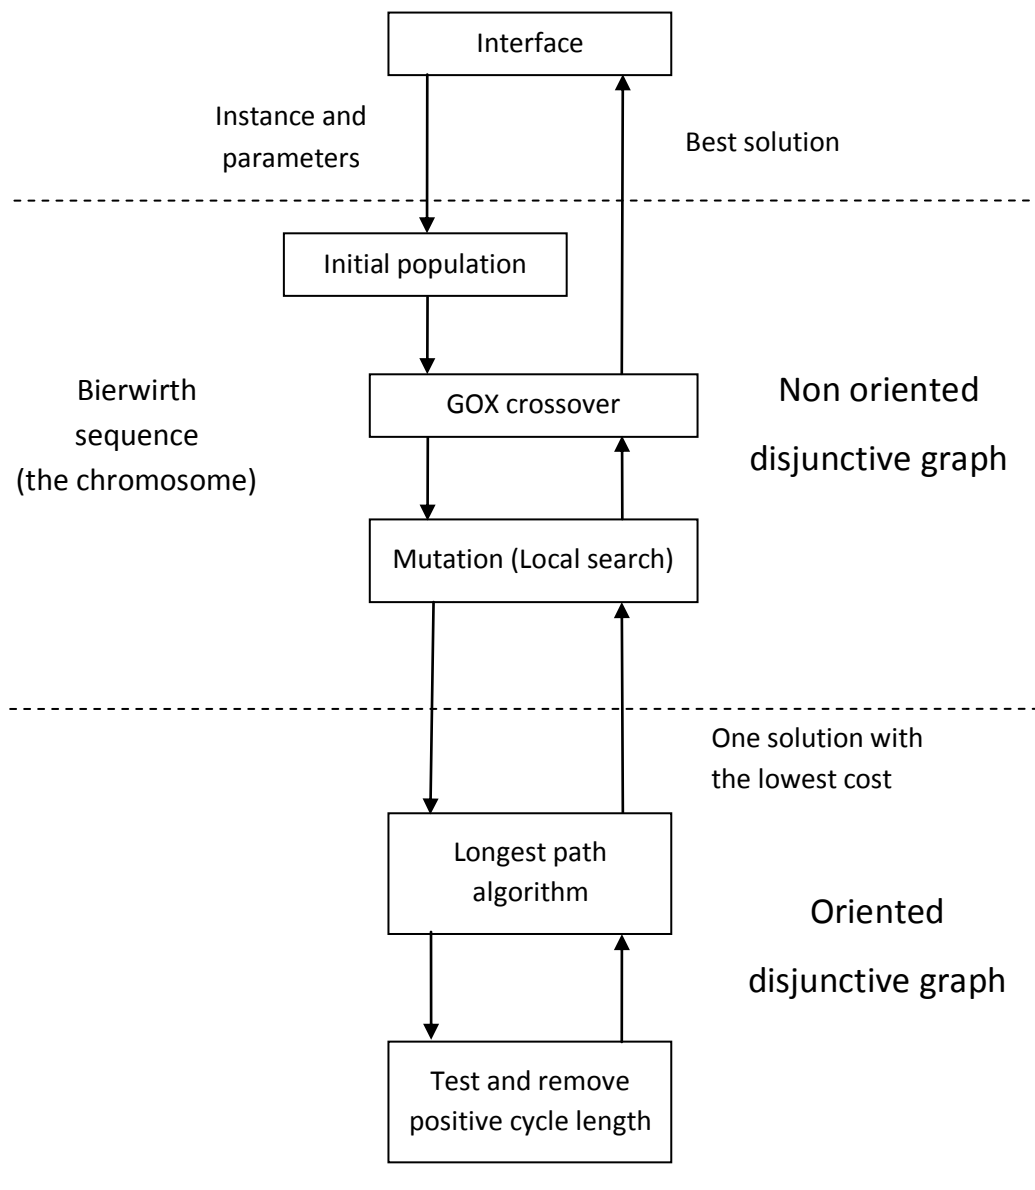 Interface
Instance and
parameters
Best solution
Initial population
Bierwirth
sequence
(the chromosome)
GOX crossover
Non oriented
disjunctive graph
Mutation (Local search)
One solution with
the lowest cost
Longest path
algorithm
Oriented
disjunctive graph
Test and remove
positive cycle length